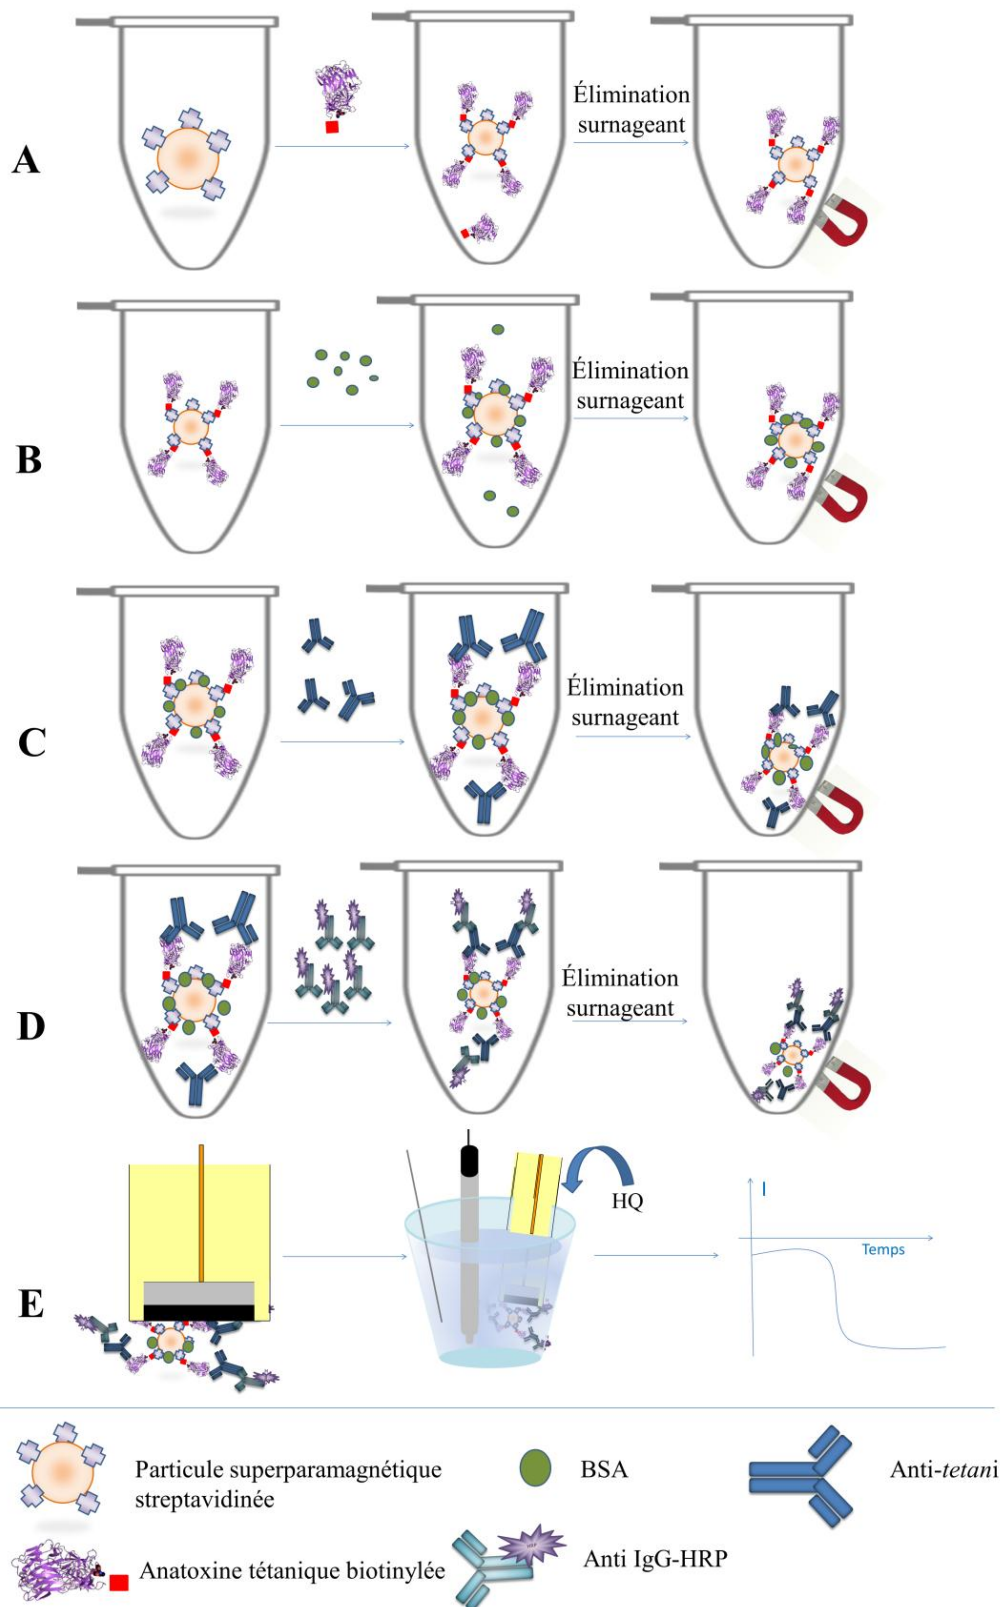 A
Élimination
surnageant
B
Élimination
surnageant
C
Élimination
surnageant
D
Élimination
surnageant
E
HQ
I
Temps
Particule superparamagnétique
streptavidinée
BSA
Anti-tetani
Anatoxine tétanique biotinylée
Anti IgG-HRP